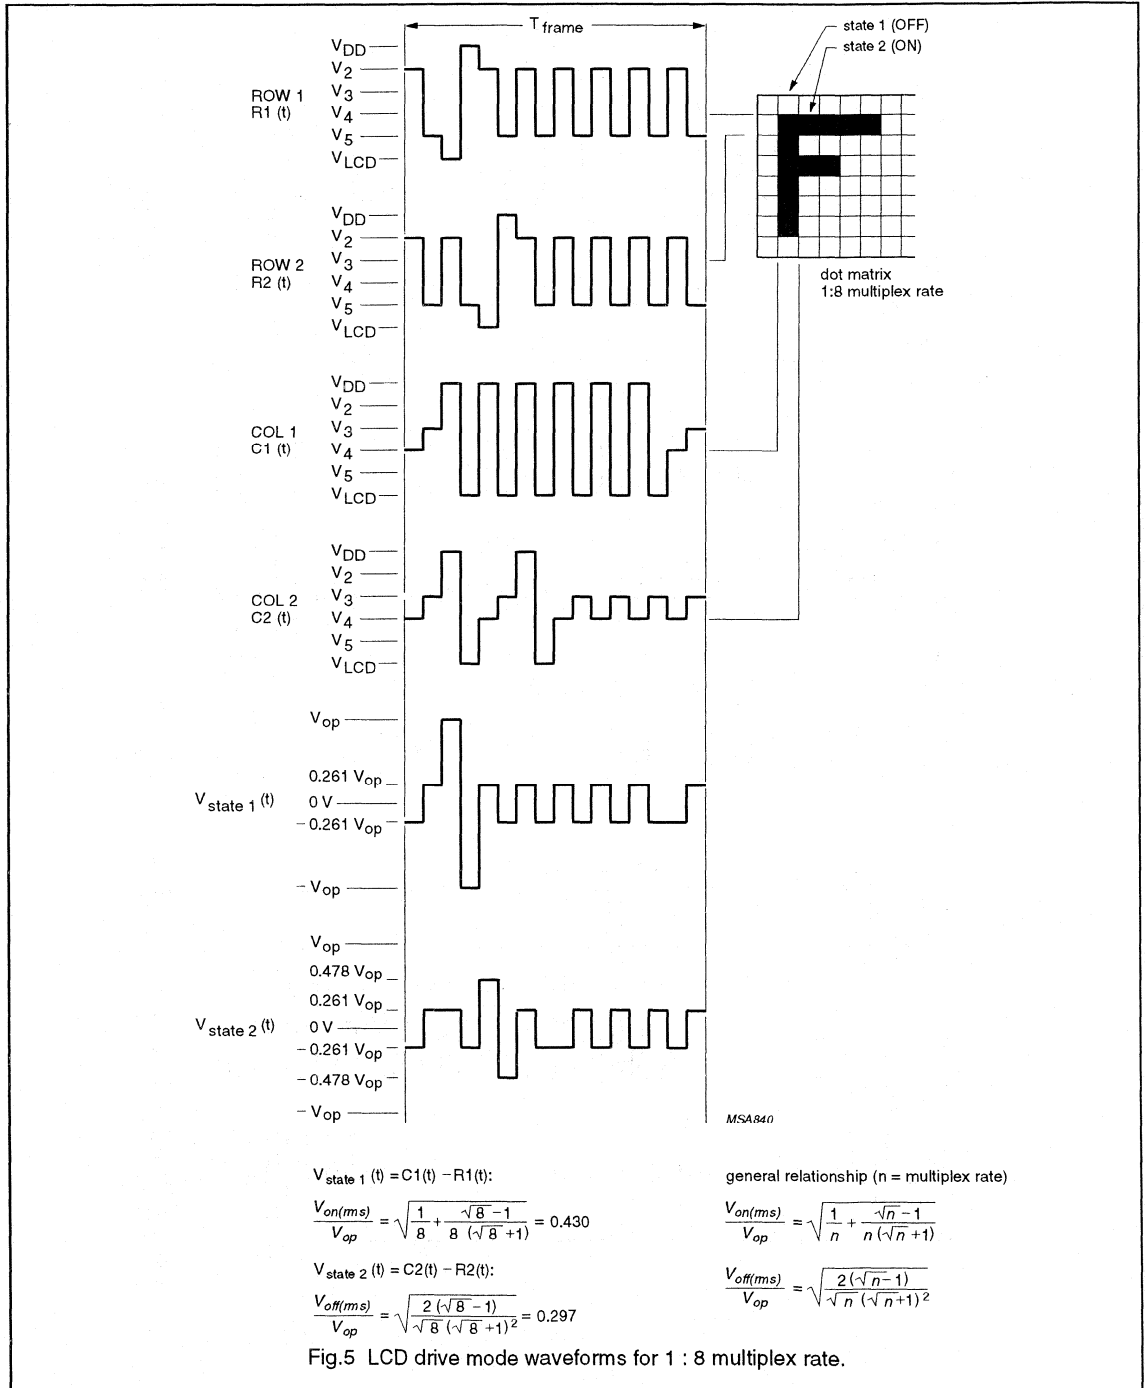 T frame
state 1 (OFF)
state 2 (ON)
ROW 1
R1 (t)
VDD
V2
V3
V4
V5
VLCD
ROW 2
R2 (t)
VDD
V2
V3
V4
V5
VLCD
dot matrix
1:8 multiplex rate
COL 1
C1 (t)
VDD
V2
V3
V4
V5
VLCD
COL 2
C2 (t)
VDD
V2
V3
V4
V5
VLCD
V state 1 (t)
Vop
0.261 Vop
0 V
− 0.261 Vop
− Vop
V state 2 (t)
Vop
0.478 Vop
0.261 Vop
0 V
− 0.261 Vop
− 0.478 Vop
− Vop
MSA840
V state 1 (t) = C1(t) − R1(t):
Von(rms)/Vop = √(1/8 + (√8 − 1)/(8 (√8 + 1))) = 0.430
V state 2 (t) = C2(t) − R2(t):
Voff(rms)/Vop = √(2 (√8 − 1)/(√8 (√8 + 1)²)) = 0.297
general relationship (n = multiplex rate)
Von(rms)/Vop = √(1/n + (√n − 1)/(n (√n + 1)))
Voff(rms)/Vop = √(2 (√n − 1)/(√n (√n + 1)²))
Fig.5 LCD drive mode waveforms for 1 : 8 multiplex rate.